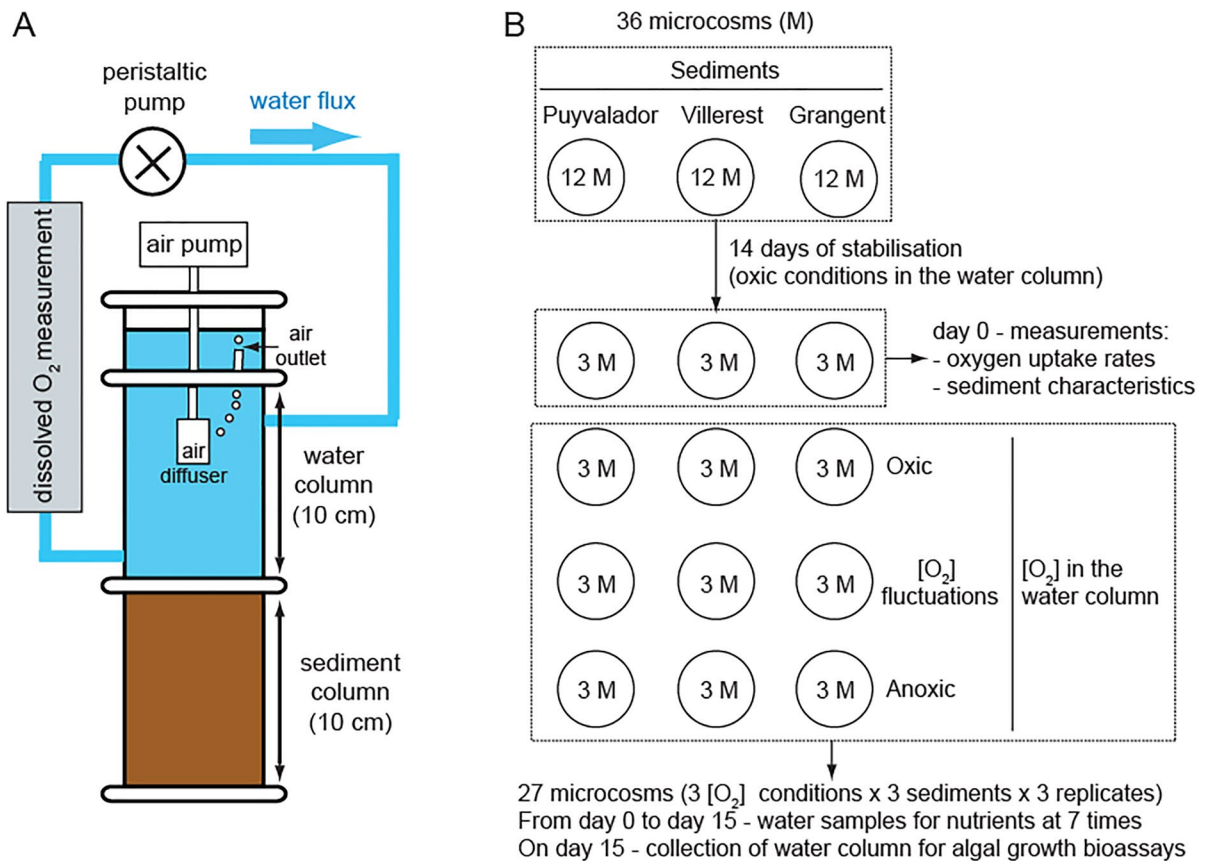 A
peristaltic
pump
water flux
dissolved O₂ measurement
air pump
air
outlet
air
diffuser
water
column
(10 cm)
sediment
column
(10 cm)
B
36 microcosms (M)
Sediments
Puyvalador Villerest Grangent
12 M 12 M 12 M
14 days of stabilisation
(oxic conditions in the water column)
3 M 3 M 3 M
day 0 - measurements:
- oxygen uptake rates
- sediment characteristics
3 M 3 M 3 M Oxic
3 M 3 M 3 M
[O₂]
fluctuations
3 M 3 M 3 M Anoxic
[O₂] in the
water column
27 microcosms (3 [O₂] conditions x 3 sediments x 3 replicates)
From day 0 to day 15 - water samples for nutrients at 7 times
On day 15 - collection of water column for algal growth bioassays